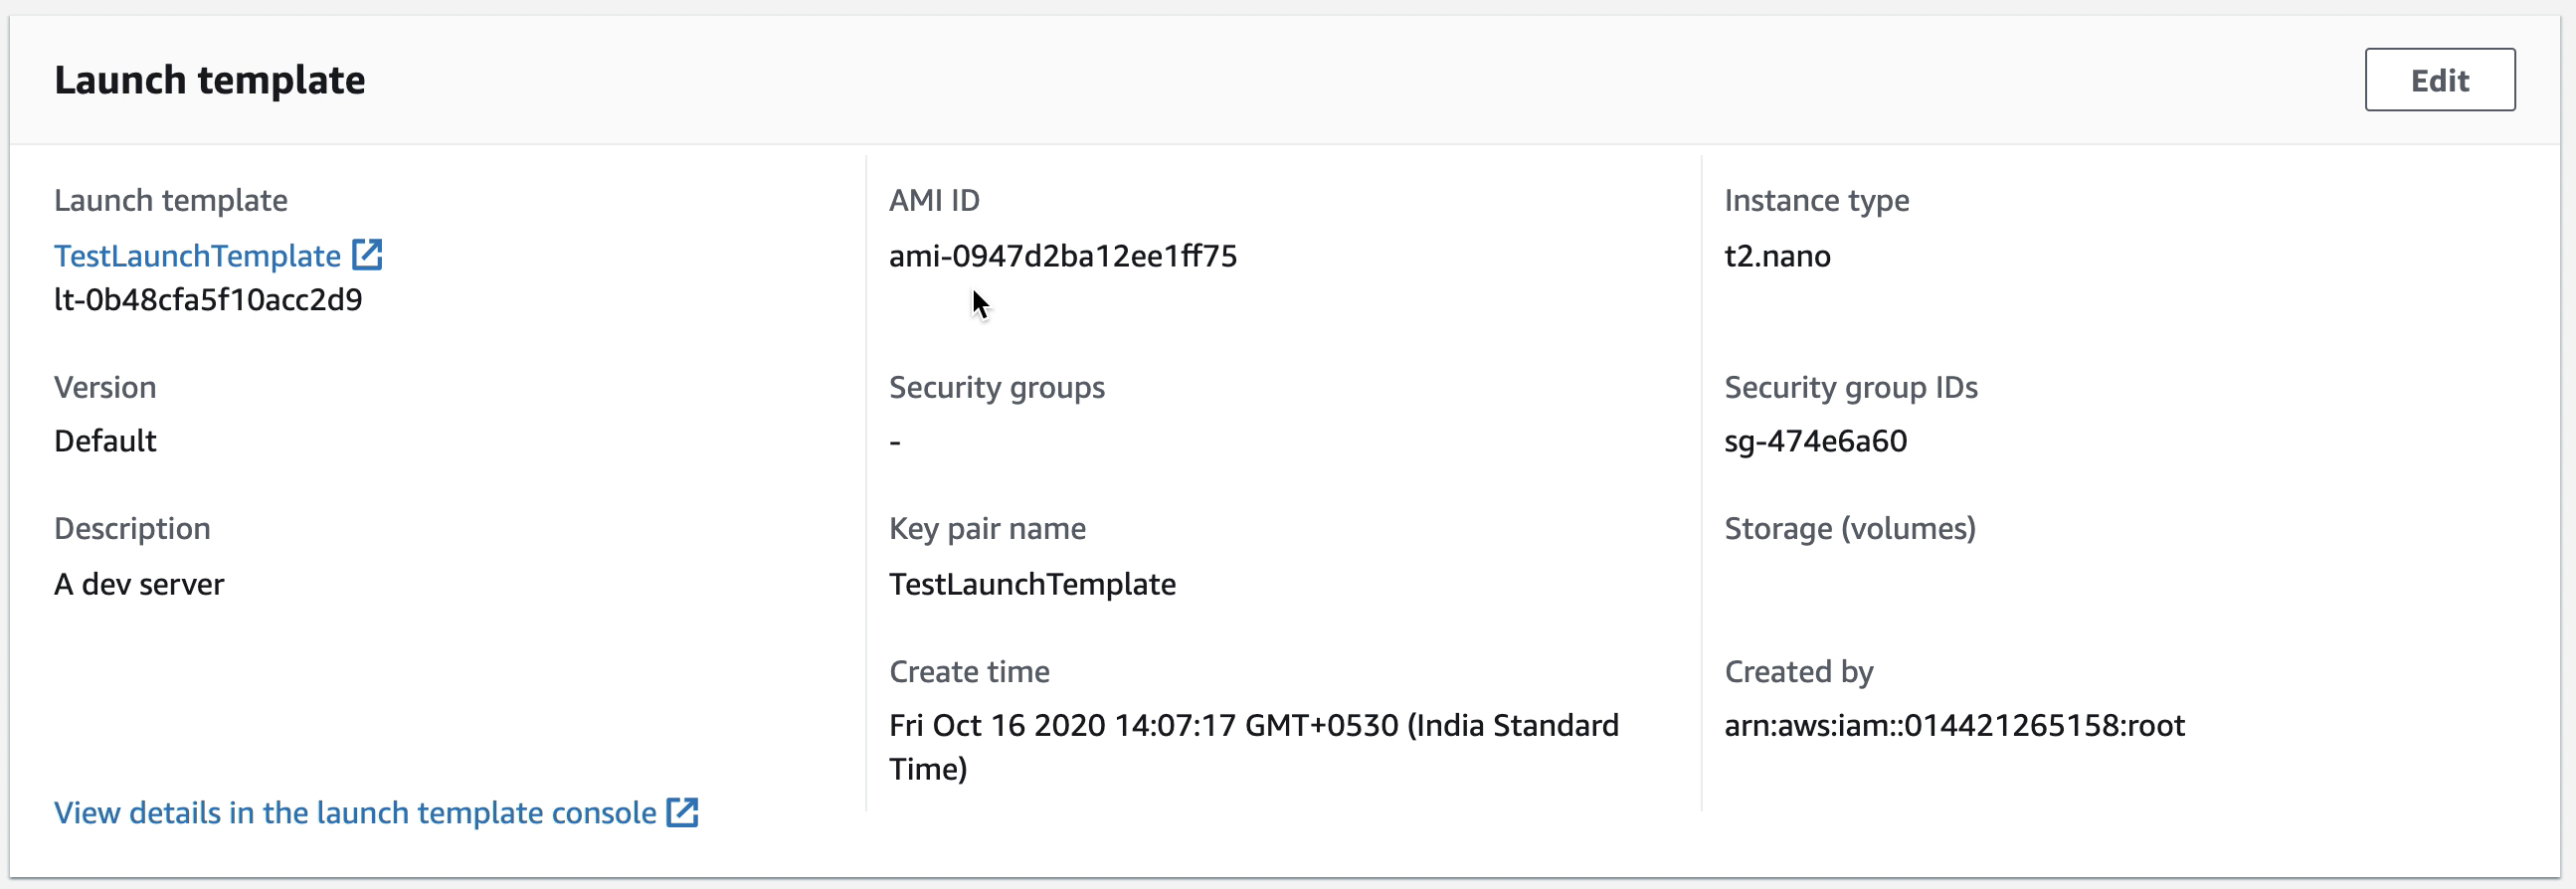 Launch template
Edit
Launch template
TestLaunchTemplate
lt-0b48cfa5f10acc2d9
AMI ID
ami-0947d2ba12ee1ff75
Instance type
t2.nano
Version
Default
Security groups
-
Security group IDs
sg-474e6a60
Description
A dev server
Key pair name
TestLaunchTemplate
Storage (volumes)
Create time
Fri Oct 16 2020 14:07:17 GMT+0530 (India Standard
Time)
Created by
arn:aws:iam::014421265158:root
View details in the launch template console